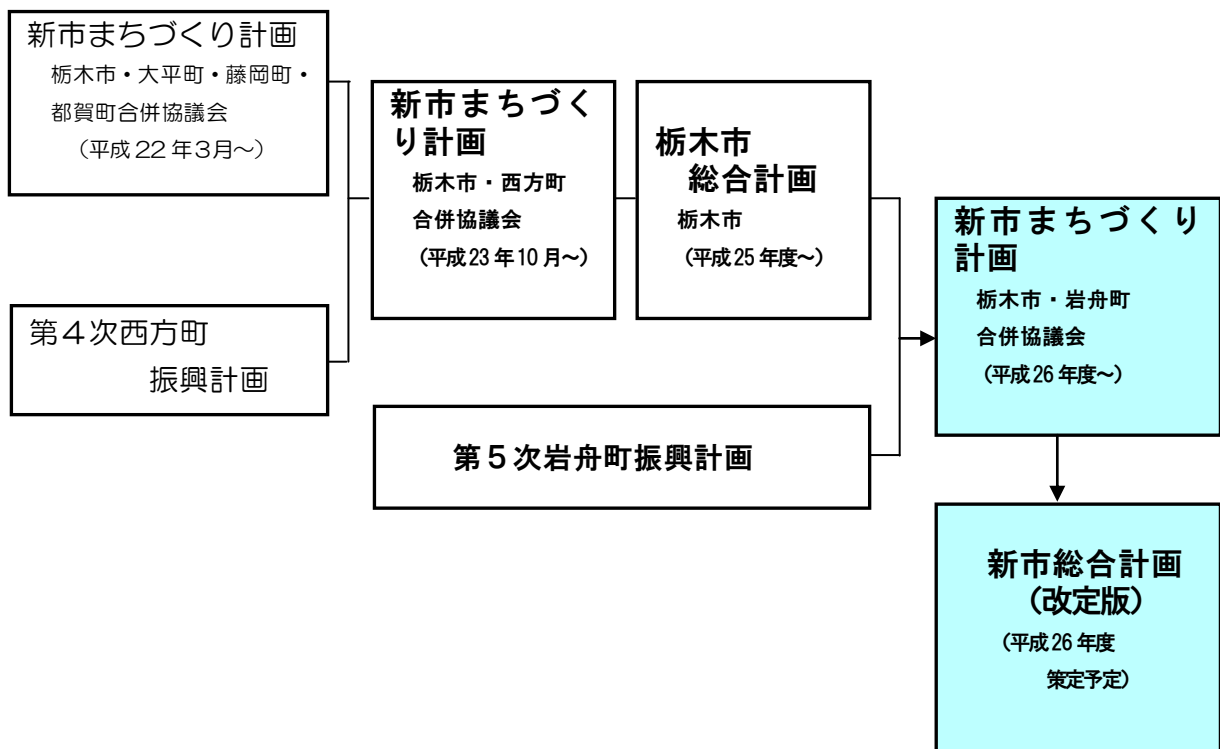 新市まちづくり計画
栃木市・大平町・藤岡町・
都賀町合併協議会
（平成22年3月～）
第４次西方町
振興計画
新市まちづく
り計画
栃木市・西方町
合併協議会
（平成23年10月～）
栃木市
総合計画
栃木市
（平成25年度～）
第５次岩舟町振興計画
新市まちづくり
計画
栃木市・岩舟町
合併協議会
（平成26年度～）
新市総合計画
（改定版）
（平成26年度
策定予定）